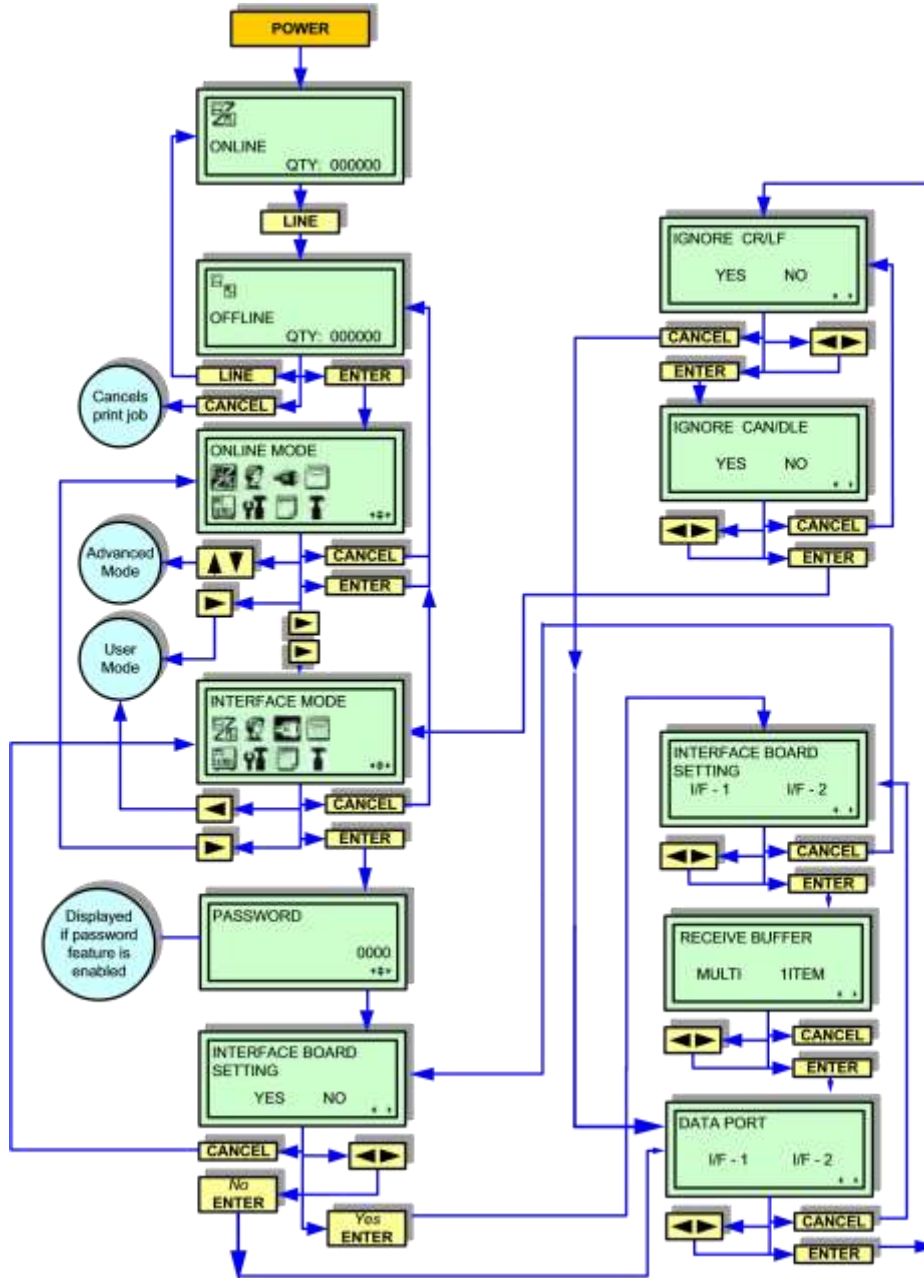 POWER
ONLINE
QTY: 000000
LINE
OFFLINE
QTY: 000000
LINE
ENTER
CANCEL
Cancels
print job
ONLINE MODE
Advanced
Mode
CANCEL
ENTER
User
Mode
INTERFACE MODE
CANCEL
ENTER
Displayed
if password
feature is
enabled
PASSWORD
0000
INTERFACE BOARD
SETTING
YES NO
CANCEL
No
ENTER
Yes
ENTER
IGNORE CR/LF
YES NO
CANCEL
ENTER
IGNORE CAN/DLE
YES NO
CANCEL
ENTER
INTERFACE BOARD
SETTING
I/F - 1 I/F - 2
CANCEL
ENTER
RECEIVE BUFFER
MULTI 1ITEM
CANCEL
ENTER
DATA PORT
I/F - 1 I/F - 2
CANCEL
ENTER